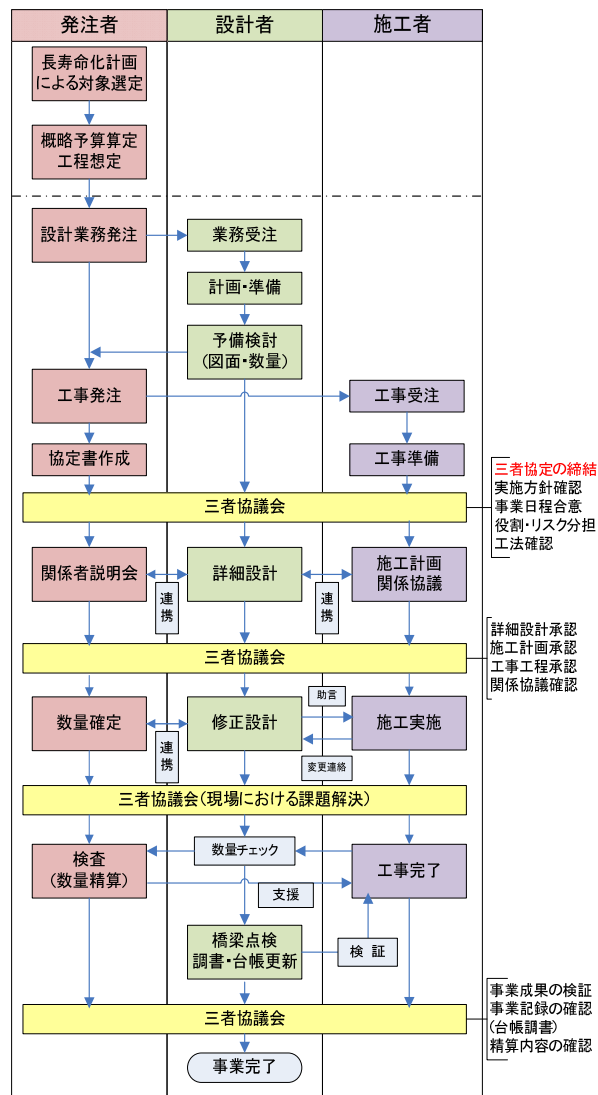 発注者
設計者
施工者
長寿命化計画
による対象選定
概略予算算定
工程想定
設計業務発注
業務受注
計画・準備
予備検討
(図面・数量)
工事発注
工事受注
協定書作成
工事準備
三者協議会
三者協定の締結
実施方針確認
事業日程合意
役割・リスク分担
工法確認
関係者説明会
詳細設計
施工計画
関係協議
連
携
連
携
三者協議会
詳細設計承認
施工計画承認
工事工程承認
関係協議確認
助言
数量確定
修正設計
施工実施
連
携
変更連絡
三者協議会(現場における課題解決)
数量チェック
検査
(数量精算)
工事完了
支援
橋梁点検
調書・台帳更新
検 証
三者協議会
事業成果の検証
事業記録の確認
(台帳調書)
精算内容の確認
事業完了